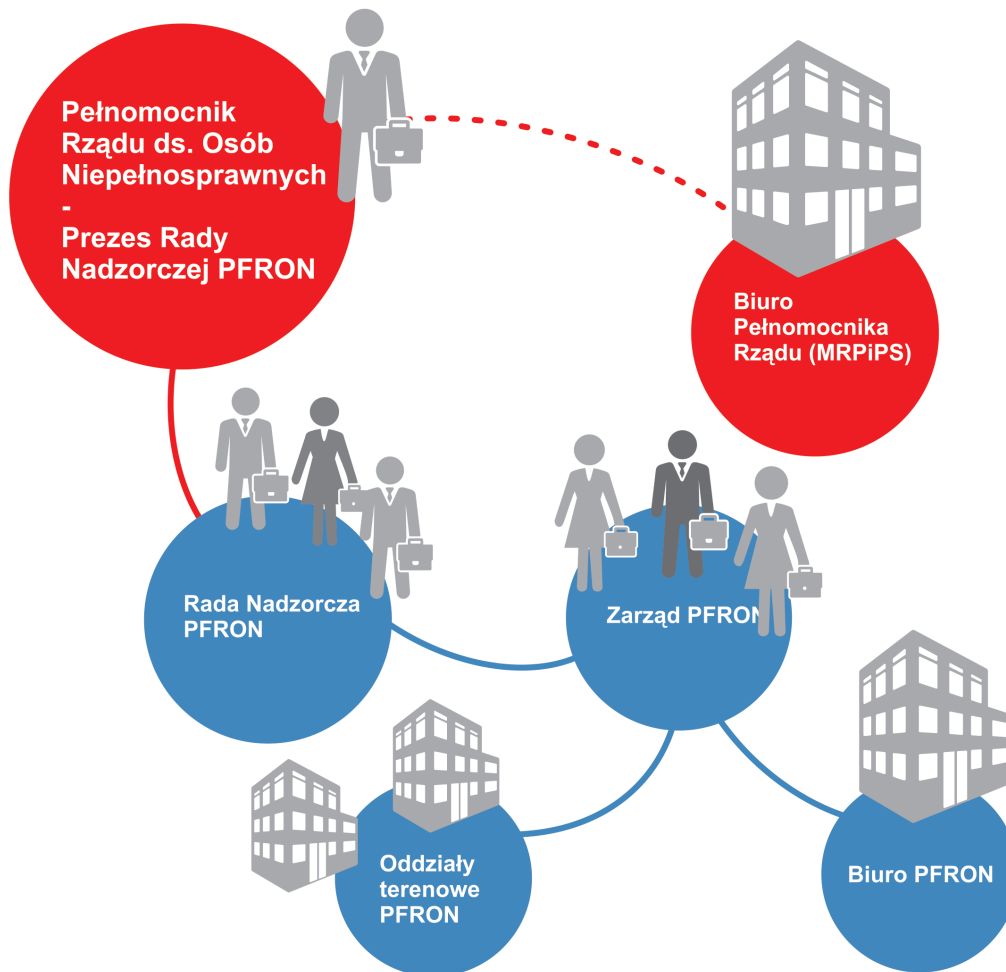 Pełnomocnik
Rządu ds. Osób
Niepełnosprawnych
-
Prezes Rady
Nadzorczej PFRON
Biuro
Pełnomocnika
Rządu (MRPiPS)
Rada Nadzorcza
PFRON
Zarząd PFRON
Oddziały
terenowe
PFRON
Biuro PFRON